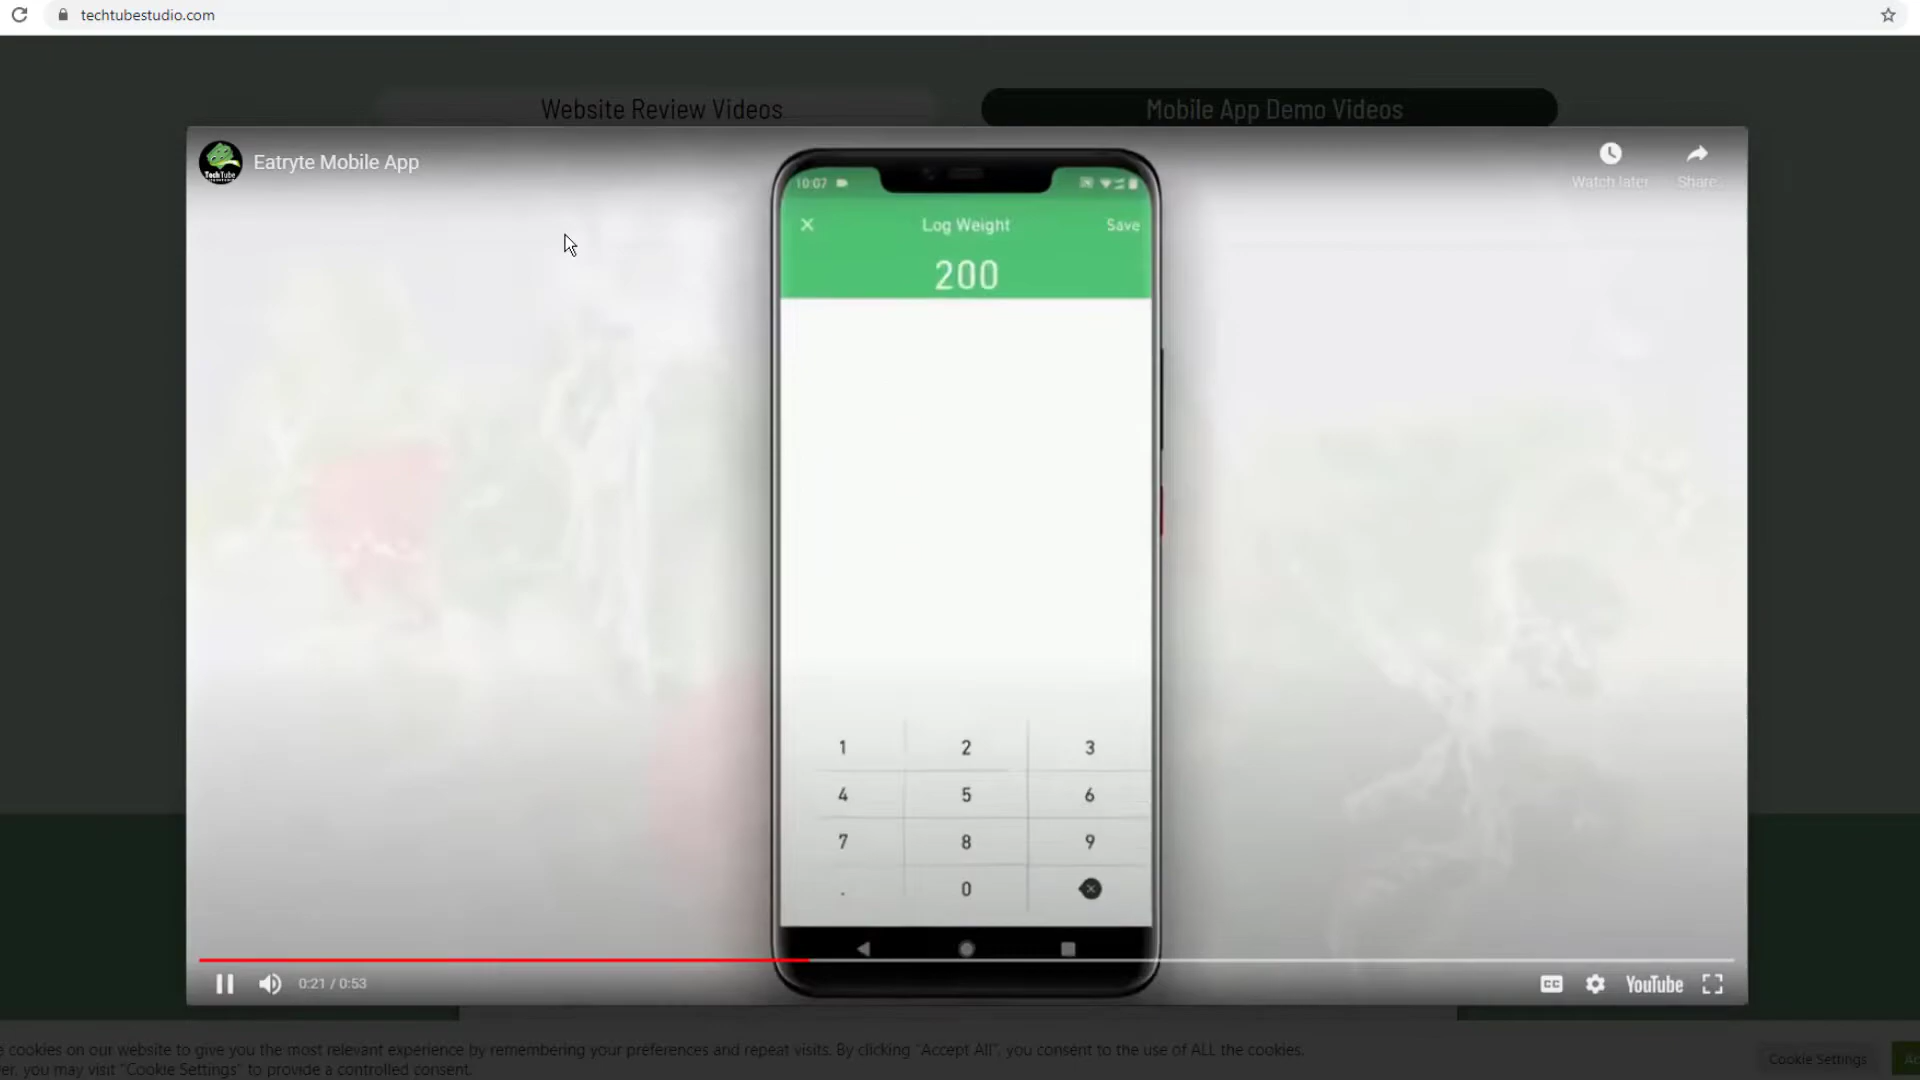 techtubestudio.com
Website Review Videos
Mobile App Demo Videos
TechTube
Eatryte Mobile App
Watch later
Share
10:07
Log Weight
Save
200
1 2 3
4 5 6
7 8 9
. 0
0:21 / 0:53
CC
YouTube
cookies on our website to give you the most relevant experience by remembering your preferences and repeat visits. By clicking “Accept All”, you consent to the use of ALL the cookies.
er, you may visit "Cookie Settings" to provide a controlled consent.
Cookie Settings